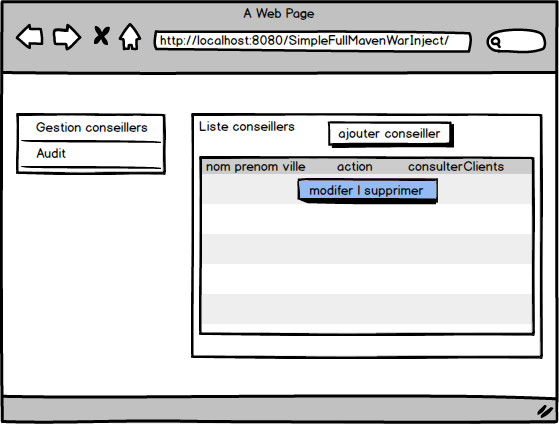 A Web Page
http://localhost:8080/SimpleFullMavenWarInject/
Gestion conseillers
Audit
Liste conseillers
ajouter conseiller
nom prenom ville action consulterClients
modifer | supprimer